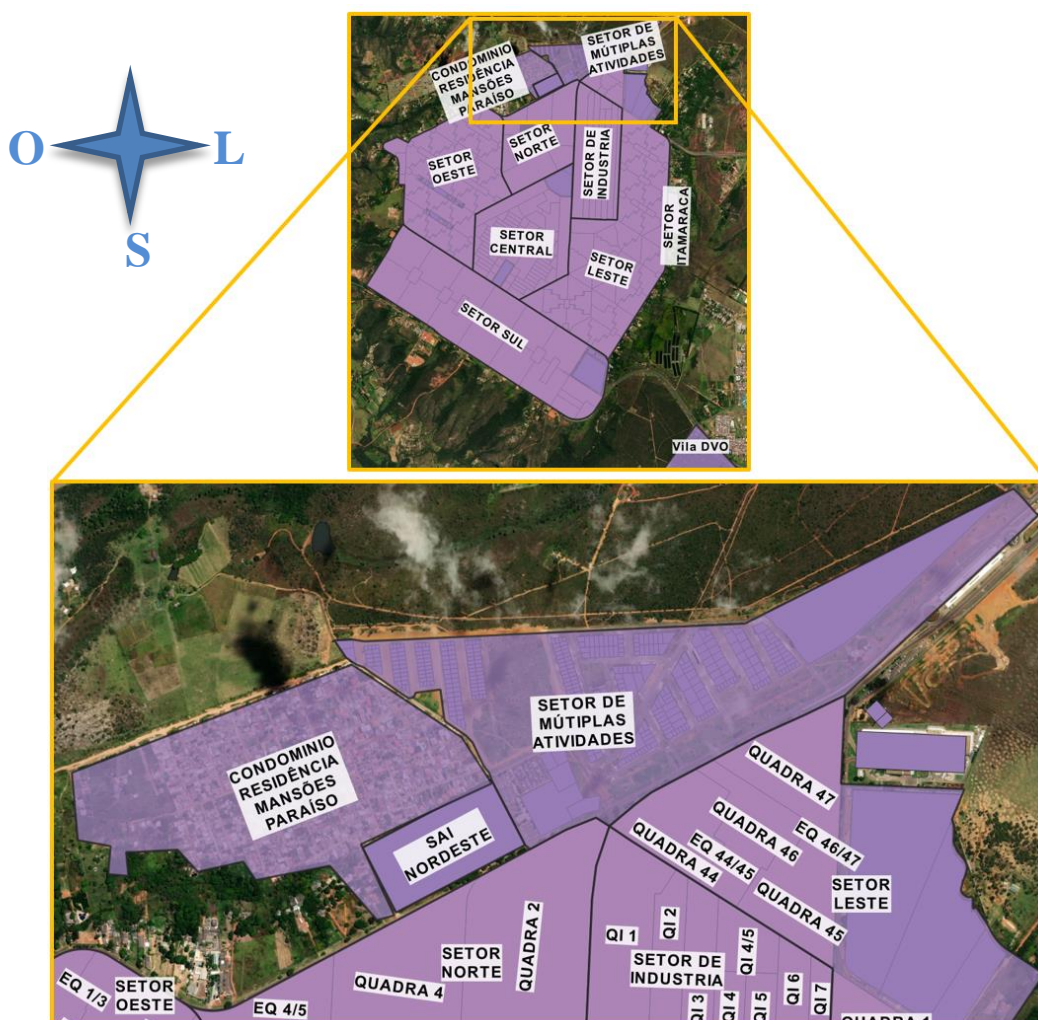 SETOR DE
MÚTIPLAS
ATIVIDADES
CONDOMINIO
RESIDÊNCIA
MANSÕES
PARAÍSO
O
L
S
SETOR
NORTE
SETOR DE
INDUSTRIA
SETOR
OESTE
SETOR
ITAMARACA
SETOR
CENTRAL
SETOR
LESTE
SETOR SUL
Vila DVO
SETOR DE
MÚTIPLAS
ATIVIDADES
CONDOMINIO
RESIDÊNCIA
MANSÕES
PARAÍSO
QUADRA 47
SAI
NORDESTE
QUADRA 46
EQ 46/47
QUADRA 44
EQ 44/45
QUADRA 45
SETOR
LESTE
QUADRA 2
QI 1
QI 2
QI 4/5
SETOR
NORTE
SETOR DE
INDUSTRIA
QUADRA 4
QI 6
QI 7
EQ 1/3
SETOR
OESTE
EQ 4/5
QI 3
QI 4
QI 5